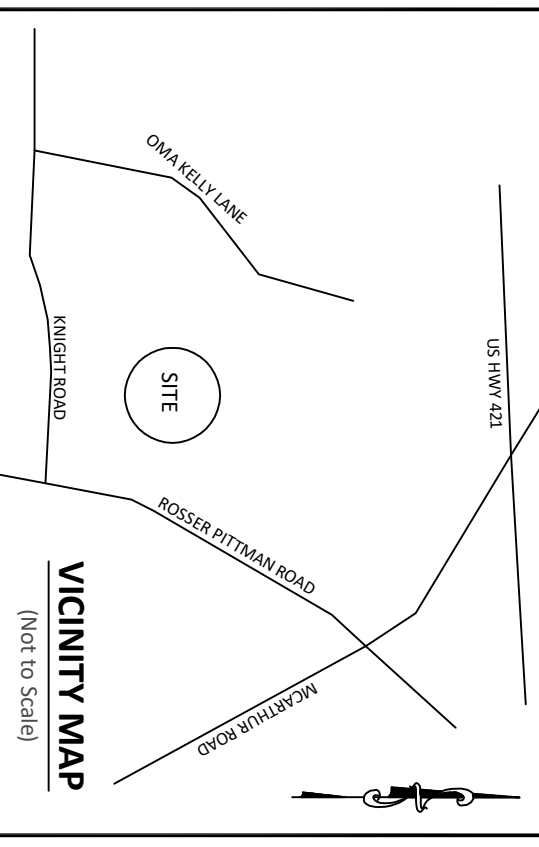 US HWY 421
OMA KELLY LANE
SITE
KNIGHT ROAD
ROSSER PITTMAN ROAD
MCARTHUR ROAD
VICINITY MAP
(Not to Scale)